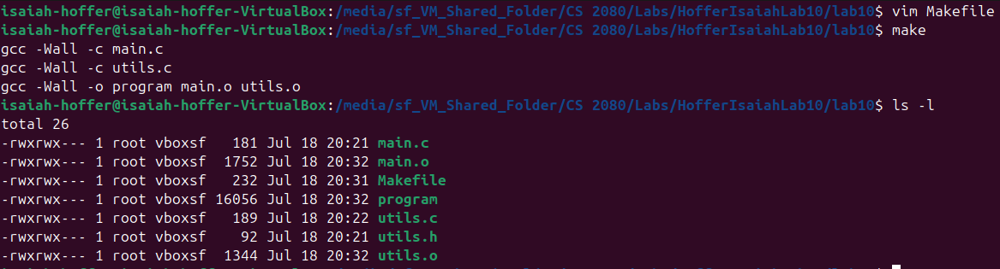 isaiah-hoffer@isaiah-hoffer-VirtualBox:/media/sf_VM_Shared_Folder/CS 2080/Labs/HofferIsaiahLab10/lab10$ vim Makefile
isaiah-hoffer@isaiah-hoffer-VirtualBox:/media/sf_VM_Shared_Folder/CS 2080/Labs/HofferIsaiahLab10/lab10$ make
gcc -Wall -c main.c
gcc -Wall -c utils.c
gcc -Wall -o program main.o utils.o
isaiah-hoffer@isaiah-hoffer-VirtualBox:/media/sf_VM_Shared_Folder/CS 2080/Labs/HofferIsaiahLab10/lab10$ ls -l
total 26
-rwxrwx--- 1 root vboxsf   181 Jul 18 20:21 main.c
-rwxrwx--- 1 root vboxsf  1752 Jul 18 20:32 main.o
-rwxrwx--- 1 root vboxsf   232 Jul 18 20:31 Makefile
-rwxrwx--- 1 root vboxsf 16056 Jul 18 20:32 program
-rwxrwx--- 1 root vboxsf   189 Jul 18 20:22 utils.c
-rwxrwx--- 1 root vboxsf    92 Jul 18 20:21 utils.h
-rwxrwx--- 1 root vboxsf  1344 Jul 18 20:32 utils.o